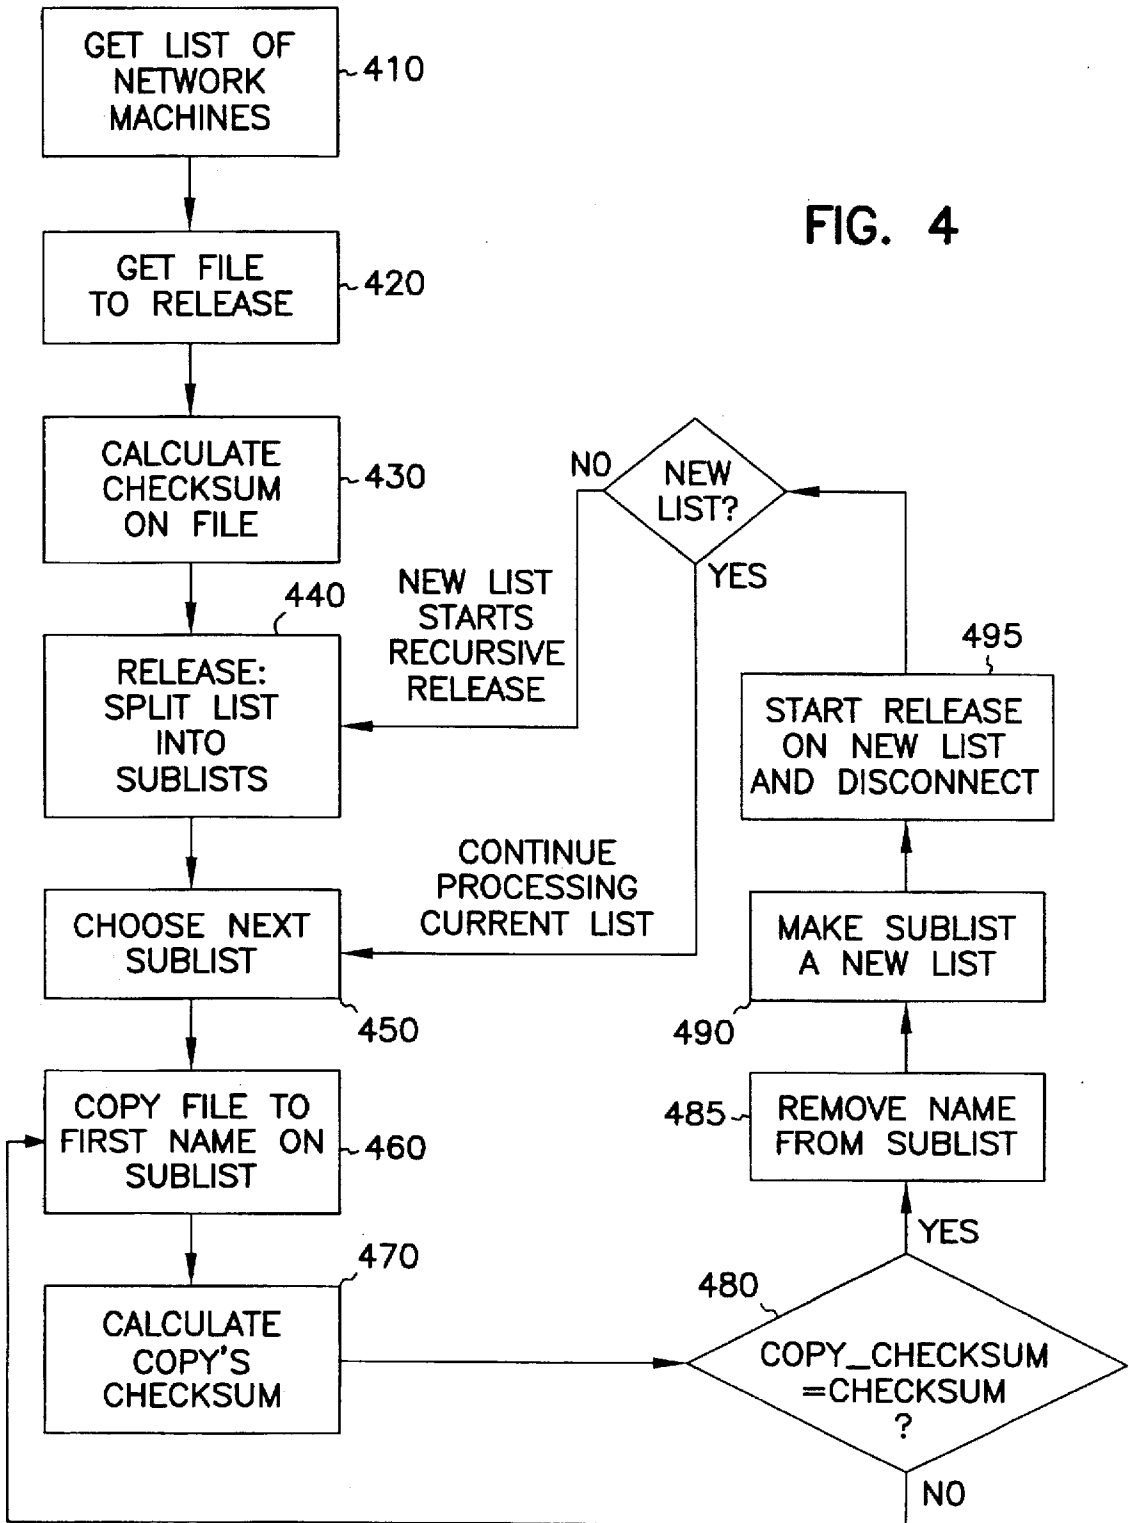 GET LIST OF
NETWORK
MACHINES
410
FIG. 4
GET FILE
TO RELEASE
420
CALCULATE
CHECKSUM
ON FILE
430
NO
NEW
LIST?
YES
NEW LIST
STARTS
RECURSIVE
RELEASE
440
RELEASE:
SPLIT LIST
INTO
SUBLISTS
495
START RELEASE
ON NEW LIST
AND DISCONNECT
CONTINUE
PROCESSING
CURRENT LIST
CHOOSE NEXT
SUBLIST
450
MAKE SUBLIST
A NEW LIST
490
COPY FILE TO
FIRST NAME ON
SUBLIST
460
485
REMOVE NAME
FROM SUBLIST
YES
470
CALCULATE
COPY'S
CHECKSUM
480
COPY_CHECKSUM
=CHECKSUM
?
NO